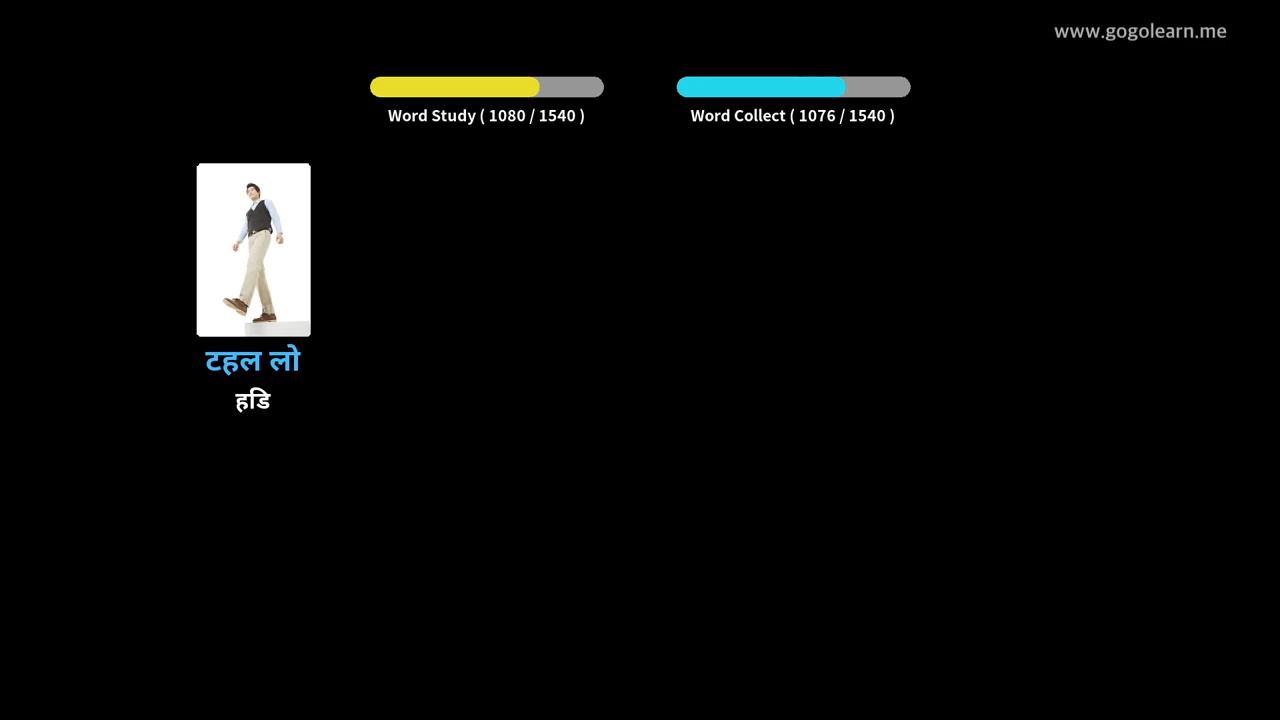 www.gogolearn.me
Word Study ( 1080 / 1540 )
Word Collect ( 1076 / 1540 )
टहल लो
हडि